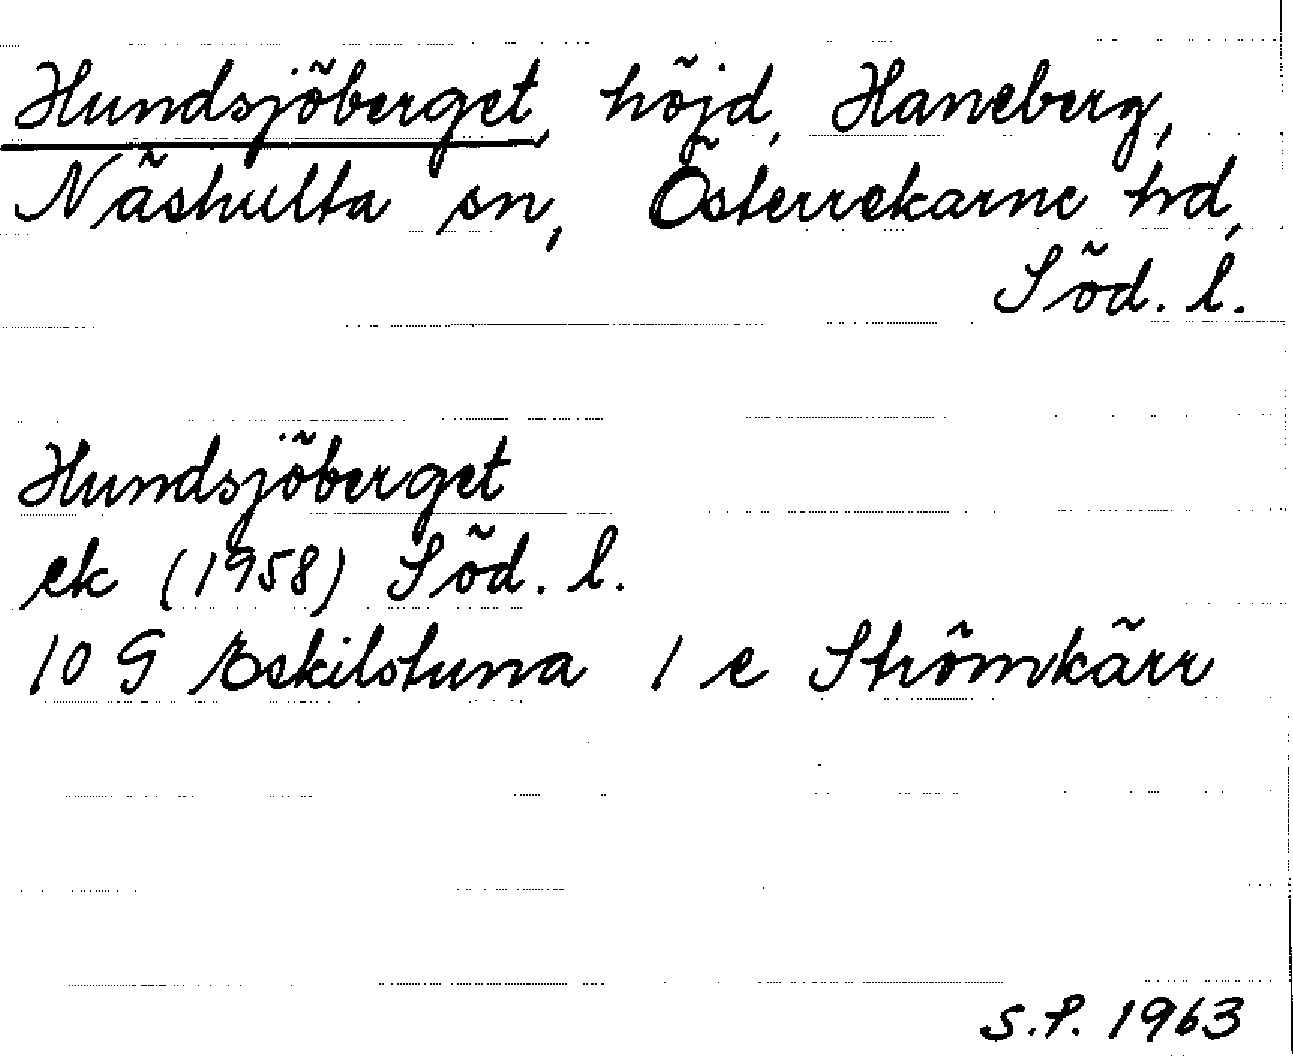 Hundsjöberget, höjd, Haneberg,
Näshulta sn, Österrekarne hd,
Söd. l.
Hundsjöberget
ek (1958) Söd. l.
10 G Eskilstuna 1 e Strömkärr
S.P. 1963